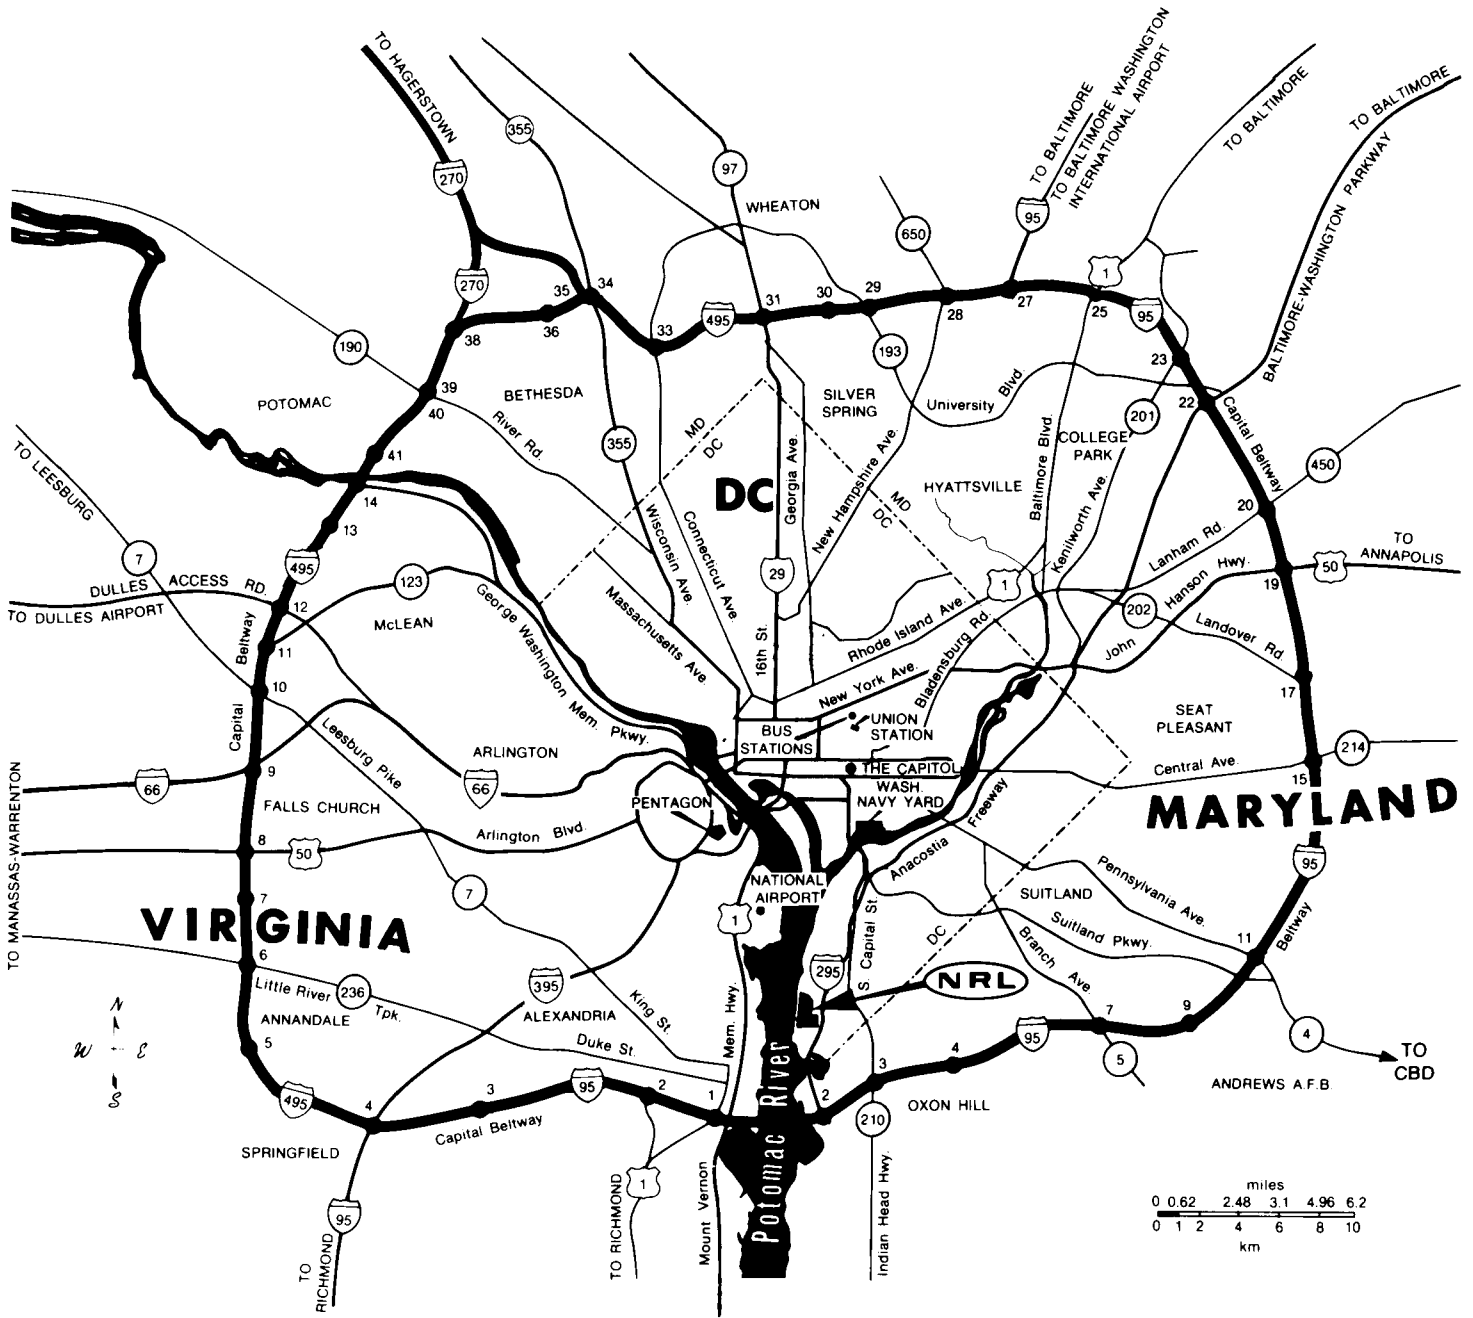 TO HAGERSTOWN
355
270
97
WHEATON
TO BALTIMORE
TO BALTIMORE WASHINGTON
INTERNATIONAL AIRPORT
95
TO BALTIMORE
TO BALTIMORE
BALTIMORE-WASHINGTON PARKWAY
650
1
270
35
34
36
38
33
495
31
30
29
28
27
25
95
23
22
190
193
39
40
POTOMAC
BETHESDA
River Rd.
SILVER
SPRING
University Blvd.
201
COLLEGE
PARK
Capital Beltway
450
355
MD
DC
DC
Georgia Ave.
New Hampshire Ave.
Baltimore Blvd.
Kenilworth Ave.
HYATTSVILLE
MD
DC
41
14
13
TO LEESBURG
7
495
DULLES ACCESS RD.
TO DULLES AIRPORT
123
McLEAN
12
11
10
Wisconsin Ave.
Connecticut Ave.
Massachusetts Ave.
George Washington Mem. Pkwy.
29
16th St.
Rhode Island Ave.
1
New York Ave.
Bladensburg Rd.
20
Lanham Rd.
John Hanson Hwy.
19
50
TO
ANNAPOLIS
202
Landover Rd.
17
Capital Beltway
Leesburg Pike
ARLINGTON
BUS
STATIONS
UNION
STATION
THE CAPITOL
WASH.
NAVY YARD
SEAT
PLEASANT
Central Ave.
214
15
MARYLAND
66
9
66
FALLS CHURCH
PENTAGON
Arlington Blvd.
8
50
7
7
Anacostia Freeway
NATIONAL
AIRPORT
1
SUITLAND
Pennsylvania Ave.
Suitland Pkwy.
Branch Ave.
DC
95
Beltway
11
TO MANASSAS-WARRENTON
VIRGINIA
6
Little River Tpk.
236
395
295
S. Capital St.
NRL
ANNANDALE
ALEXANDRIA
King St.
Duke St.
Mem. Hwy.
N
W E
S
5
495
4
3
95
2
1
2
3
4
95
7
9
5
4
TO
CBD
ANDREWS A.F.B.
Capital Beltway
SPRINGFIELD
OXON HILL
210
95
TO
RICHMOND
1
TO RICHMOND
Mount Vernon
Potomac River
Indian Head Hwy.
miles
0 0.62 2.48 3.1 4.96 6.2
0 1 2 4 6 8 10
km